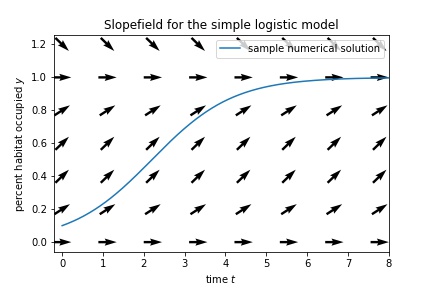 Slopefield for the simple logistic model
sample numerical solution
percent habitat occupied y
1.2
1.0
0.8
0.6
0.4
0.2
0.0
0 1 2 3 4 5 6 7 8
time t